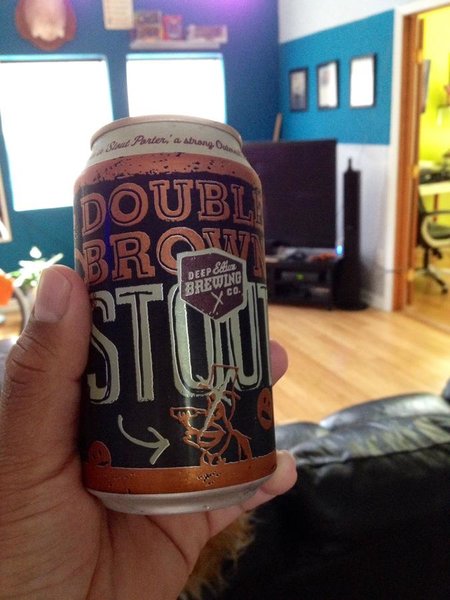 Stout Porter,' a strong
DOUBLE
BROWN
DEEP Ellum
BREWING
CO.
STOUT